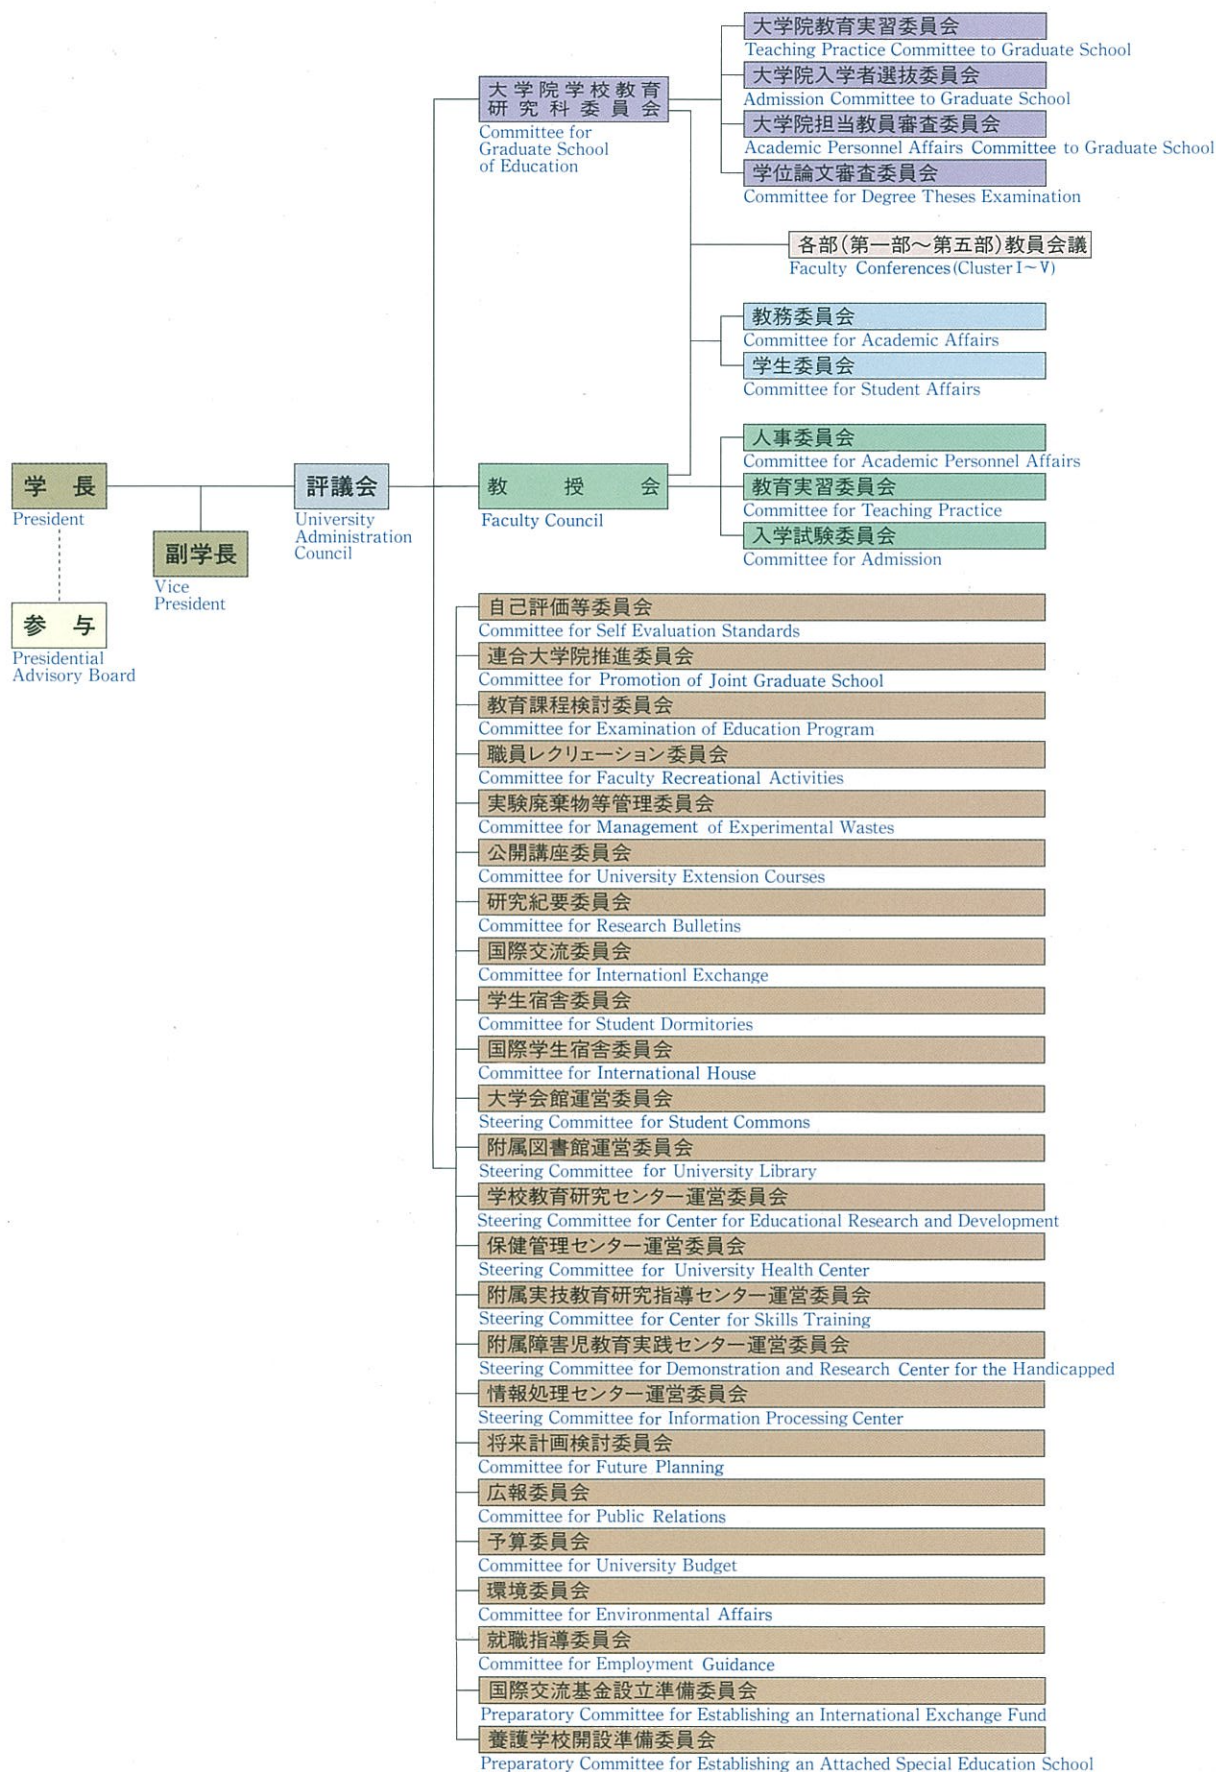 大学院教育実習委員会
Teaching Practice Committee to Graduate School
大学院入学者選抜委員会
Admission Committee to Graduate School
大学院担当教員審査委員会
Academic Personnel Affairs Committee to Graduate School
学位論文審査委員会
Committee for Degree Theses Examination
大学院学校教育
研究科委員会
Committee for
Graduate School
of Education
各部(第一部～第五部)教員会議
Faculty Conferences(Cluster I~V)
教務委員会
Committee for Academic Affairs
学生委員会
Committee for Student Affairs
人事委員会
Committee for Academic Personnel Affairs
教育実習委員会
Committee for Teaching Practice
入学試験委員会
Committee for Admission
学長
President
副学長
Vice
President
参与
Presidential
Advisory Board
評議会
University
Administration
Council
教授会
Faculty Council
自己評価等委員会
Committee for Self Evaluation Standards
連合大学院推進委員会
Committee for Promotion of Joint Graduate School
教育課程検討委員会
Committee for Examination of Education Program
職員レクリェーション委員会
Committee for Faculty Recreational Activities
実験廃棄物等管理委員会
Committee for Management of Experimental Wastes
公開講座委員会
Committee for University Extension Courses
研究紀要委員会
Committee for Research Bulletins
国際交流委員会
Committee for Internationl Exchange
学生宿舎委員会
Committee for Student Dormitories
国際学生宿舎委員会
Committee for International House
大学会館運営委員会
Steering Committee for Student Commons
附属図書館運営委員会
Steering Committee for University Library
学校教育研究センター運営委員会
Steering Committee for Center for Educational Research and Development
保健管理センター運営委員会
Steering Committee for University Health Center
附属実技教育研究指導センター運営委員会
Steering Committee for Center for Skills Training
附属障害児教育実践センター運営委員会
Steering Committee for Demonstration and Research Center for the Handicapped
情報処理センター運営委員会
Steering Committee for Information Processing Center
将来計画検討委員会
Committee for Future Planning
広報委員会
Committee for Public Relations
予算委員会
Committee for University Budget
環境委員会
Committee for Environmental Affairs
就職指導委員会
Committee for Employment Guidance
国際交流基金設立準備委員会
Preparatory Committee for Establishing an International Exchange Fund
養護学校開設準備委員会
Preparatory Committee for Establishing an Attached Special Education School